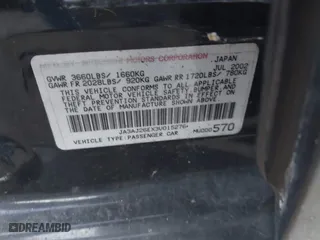 MOTORS CORPORATION JAPAN
GVWR 3660LBS/ 1660KG JUL 2002
GAWR FR 2028LBS/ 920KG GAWR RR 1720LBS/ 780KG
THIS VEHICLE CONFORMS TO ALL APPLICABLE
FEDERAL MOTOR VEHICLE SAFETY, BUMPER, AND
THEFT PREVENTION STANDARDS IN EFFECT ON
THE DATE OF MANUFACTURE SHOWN ABOVE.
VEHICLE TYPE: PASSENGER CAR 570
DREAMBID